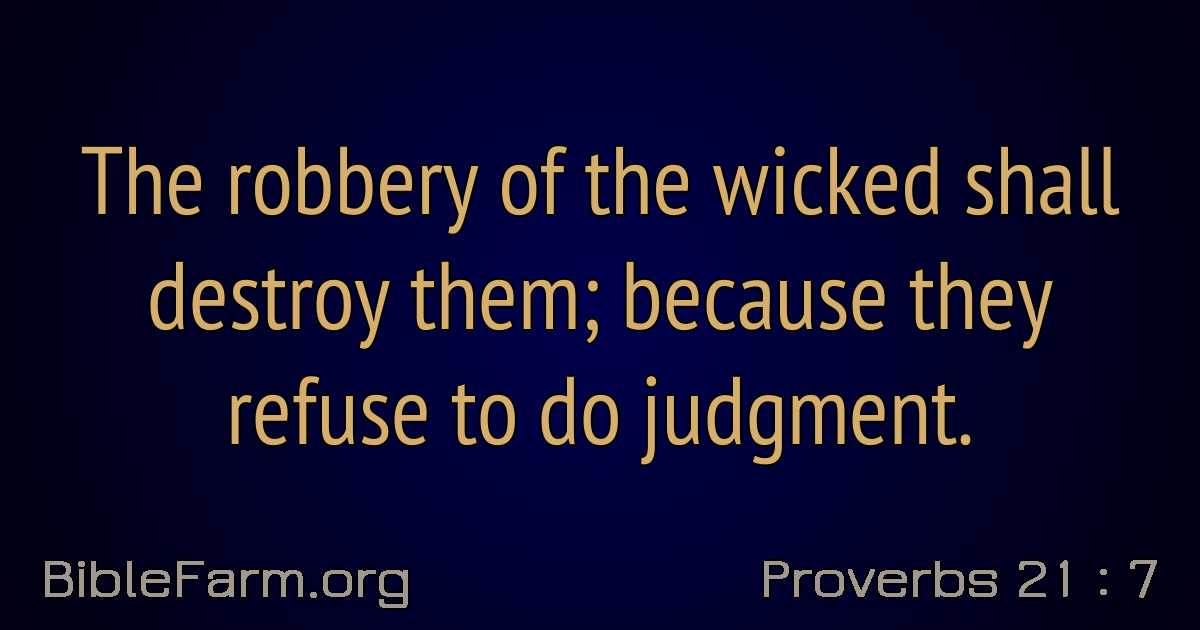 The robbery of the wicked shall
destroy them; because they
refuse to do judgment.
BibleFarm.org
Proverbs 21 : 7